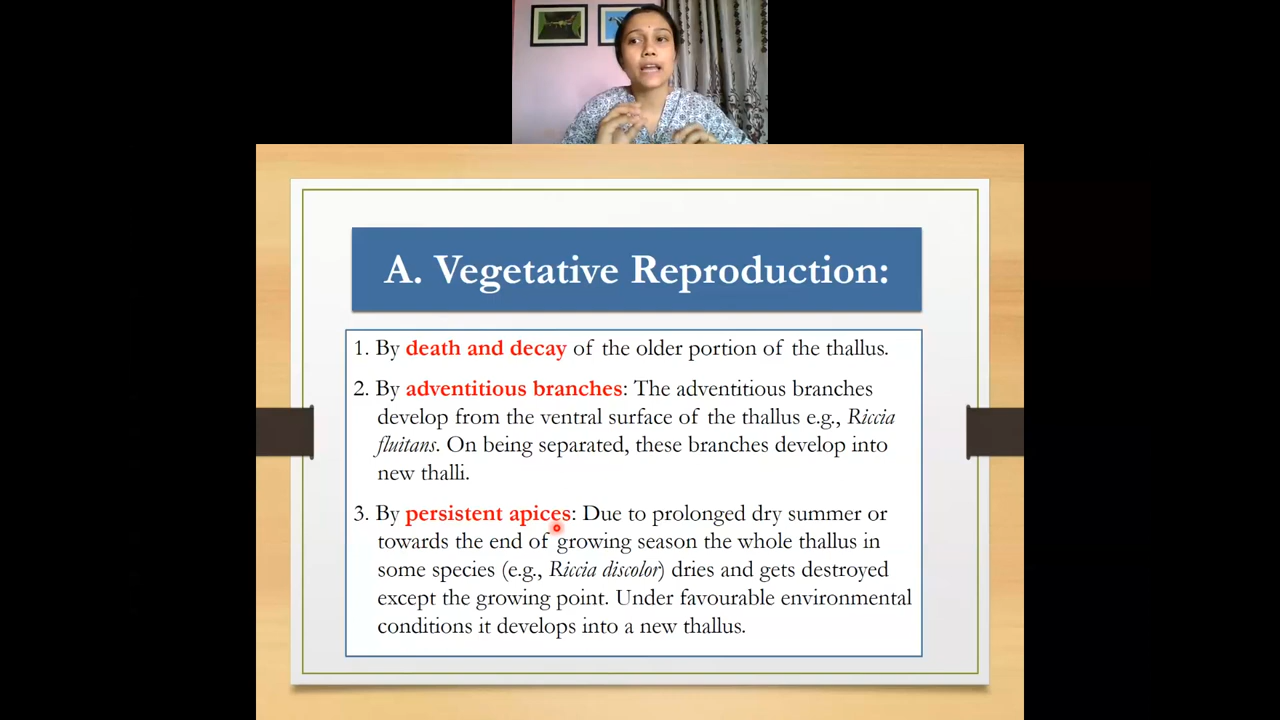 A. Vegetative Reproduction:
1. By death and decay of the older portion of the thallus.
2. By adventitious branches: The adventitious branches
develop from the ventral surface of the thallus e.g., Riccia
fluitans. On being separated, these branches develop into
new thalli.
3. By persistent apices: Due to prolonged dry summer or
towards the end of growing season the whole thallus in
some species (e.g., Riccia discolor) dries and gets destroyed
except the growing point. Under favourable environmental
conditions it develops into a new thallus.